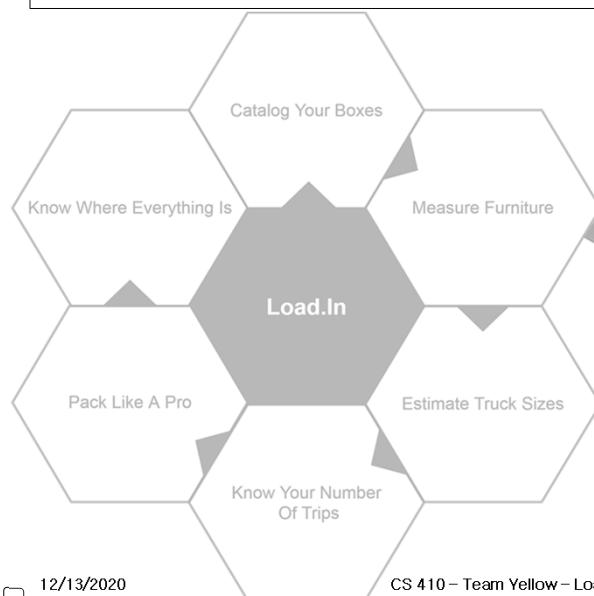 Catalog Your Boxes
Know Where Everything Is
Measure Furniture
Load.In
Pack Like A Pro
Estimate Truck Sizes
Know Your Number
Of Trips
12/13/2020
CS 410 – Team Yellow – Lo